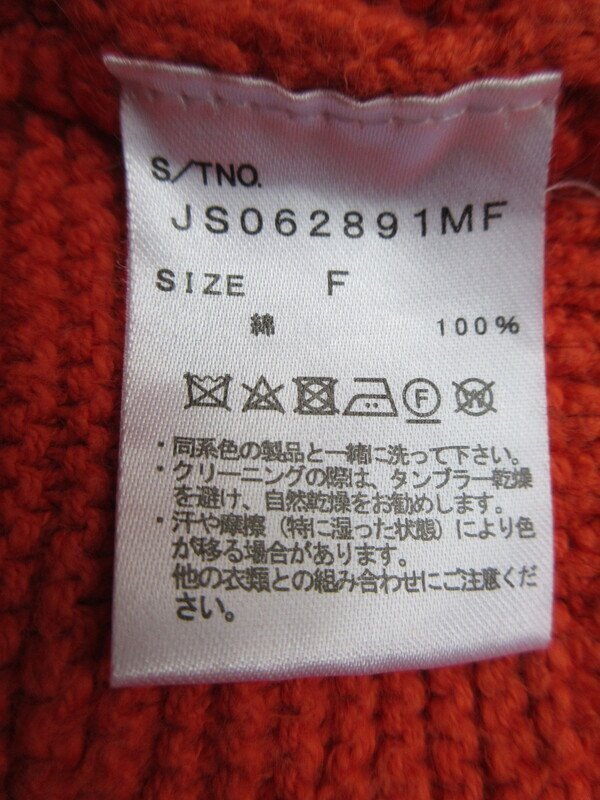 S/TNO.
JS062891MF
SIZE F
綿 100%
F W
・同系色の製品と一緒に洗って下さい。
・クリーニングの際は、タンブラー乾燥
を避け、自然乾燥をお勧めします。
・汗や摩擦（特に湿った状態）により色
が移る場合があります。
他の衣類との組み合わせにご注意くだ
さい。